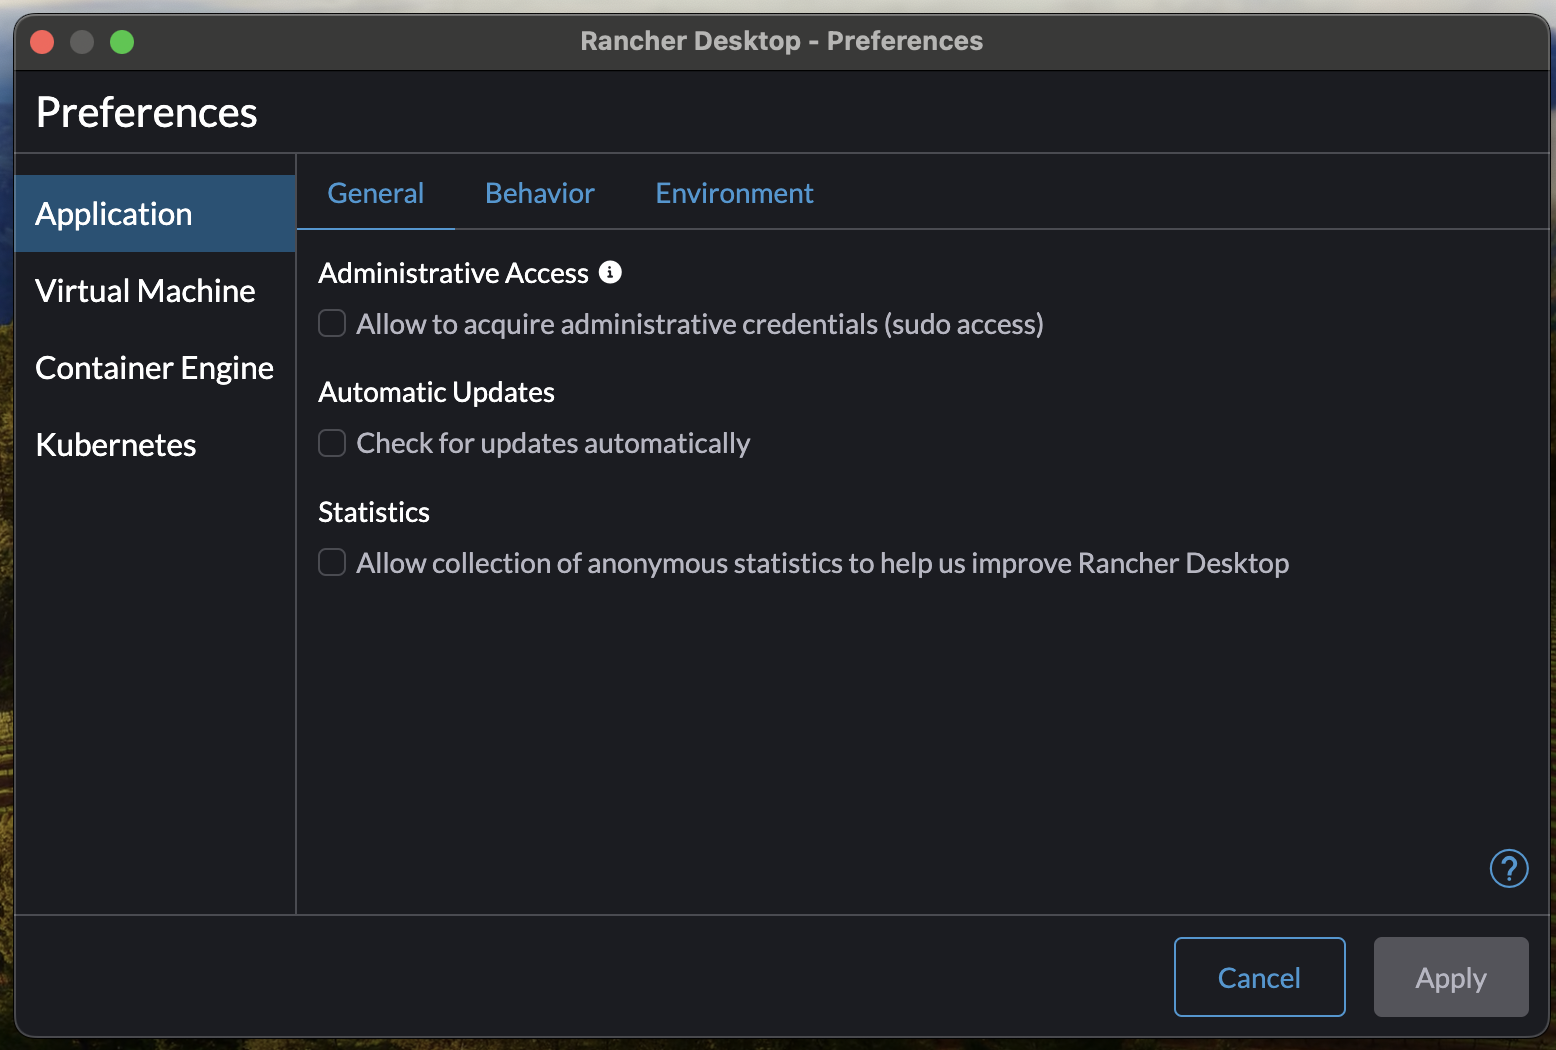 Rancher Desktop - Preferences
Preferences
Application
Virtual Machine
Container Engine
Kubernetes
General
Behavior
Environment
Administrative Access
Allow to acquire administrative credentials (sudo access)
Automatic Updates
Check for updates automatically
Statistics
Allow collection of anonymous statistics to help us improve Rancher Desktop
?
Cancel
Apply